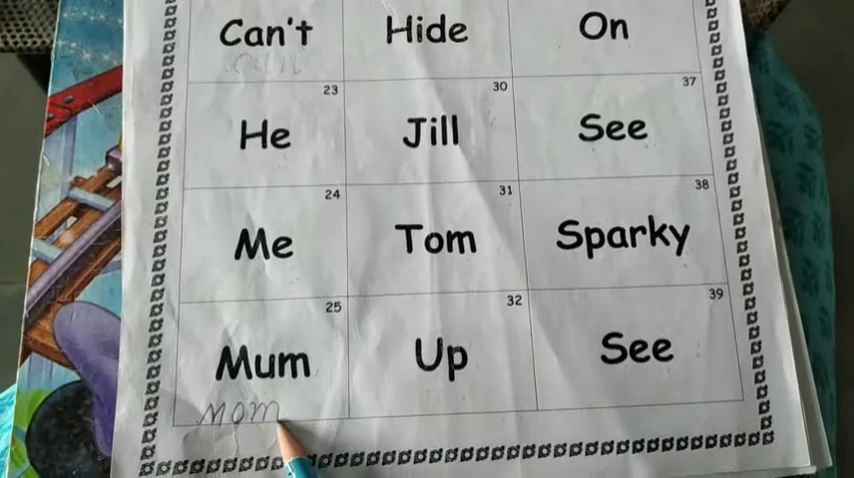 Can't Hide On
23 30 37
He Jill See
24 31 38
Me Tom Sparky
25 32 39
Mum Up See
mom